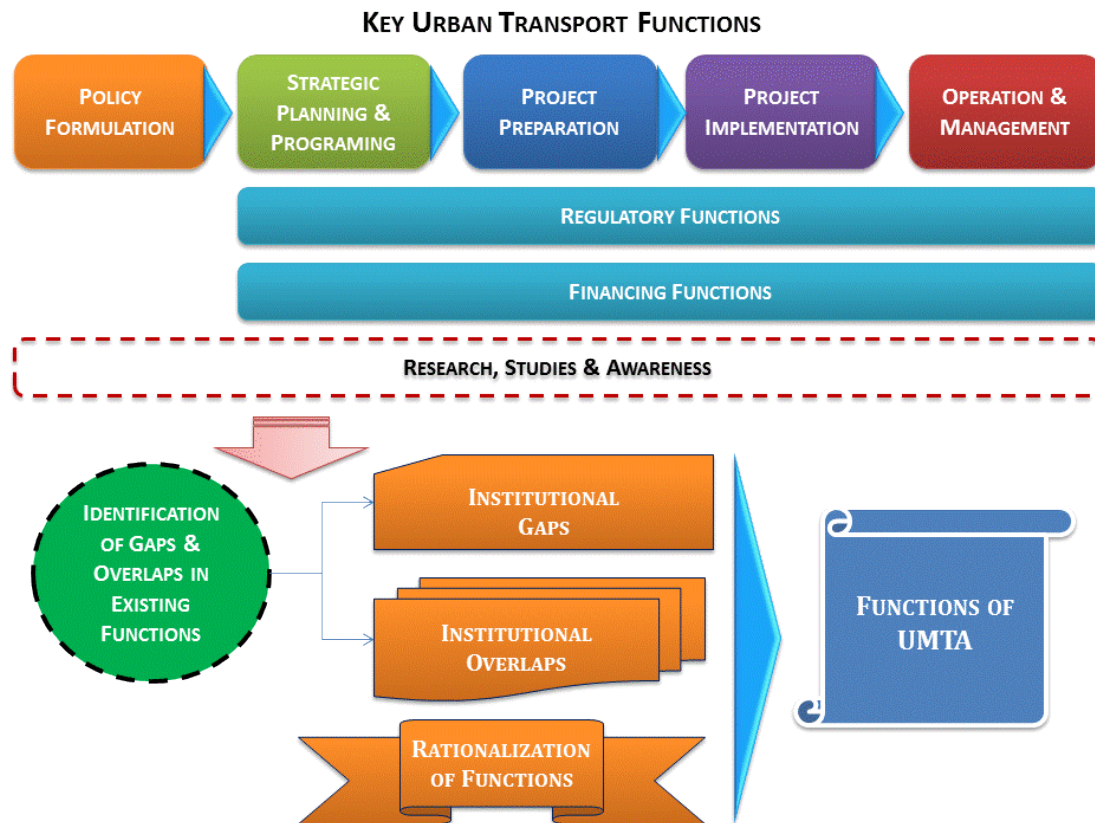 KEY URBAN TRANSPORT FUNCTIONS
POLICY
FORMULATION
STRATEGIC
PLANNING &
PROGRAMING
PROJECT
PREPARATION
PROJECT
IMPLEMENTATION
OPERATION &
MANAGEMENT
REGULATORY FUNCTIONS
FINANCING FUNCTIONS
RESEARCH, STUDIES & AWARENESS
IDENTIFICATION
OF GAPS &
OVERLAPS IN
EXISTING
FUNCTIONS
INSTITUTIONAL
GAPS
INSTITUTIONAL
OVERLAPS
RATIONALIZATION
OF FUNCTIONS
FUNCTIONS OF
UMTA